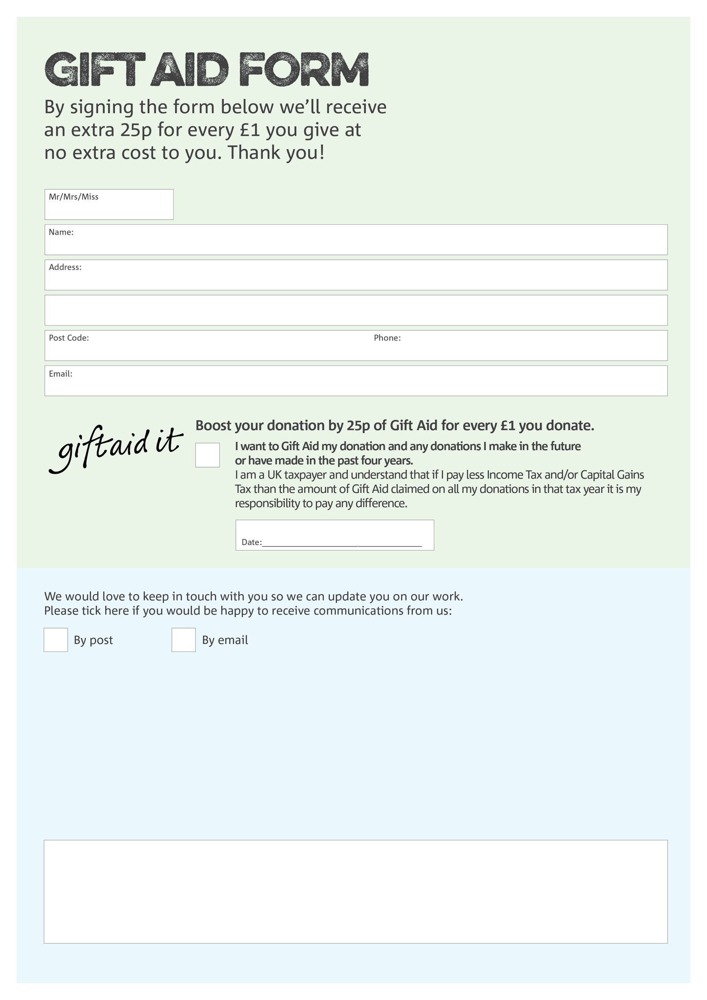 GIFT AID FORM
By signing the form below we’ll receive
an extra 25p for every £1 you give at
no extra cost to you. Thank you!
Mr/Mrs/Miss
Name:
Address:
Post Code: Phone:
Email:
giftaid it
Boost your donation by 25p of Gift Aid for every £1 you donate.
I want to Gift Aid my donation and any donations I make in the future
or have made in the past four years.
I am a UK taxpayer and understand that if I pay less Income Tax and/or Capital Gains
Tax than the amount of Gift Aid claimed on all my donations in that tax year it is my
responsibility to pay any difference.
Date:
We would love to keep in touch with you so we can update you on our work.
Please tick here if you would be happy to receive communications from us:
By post By email